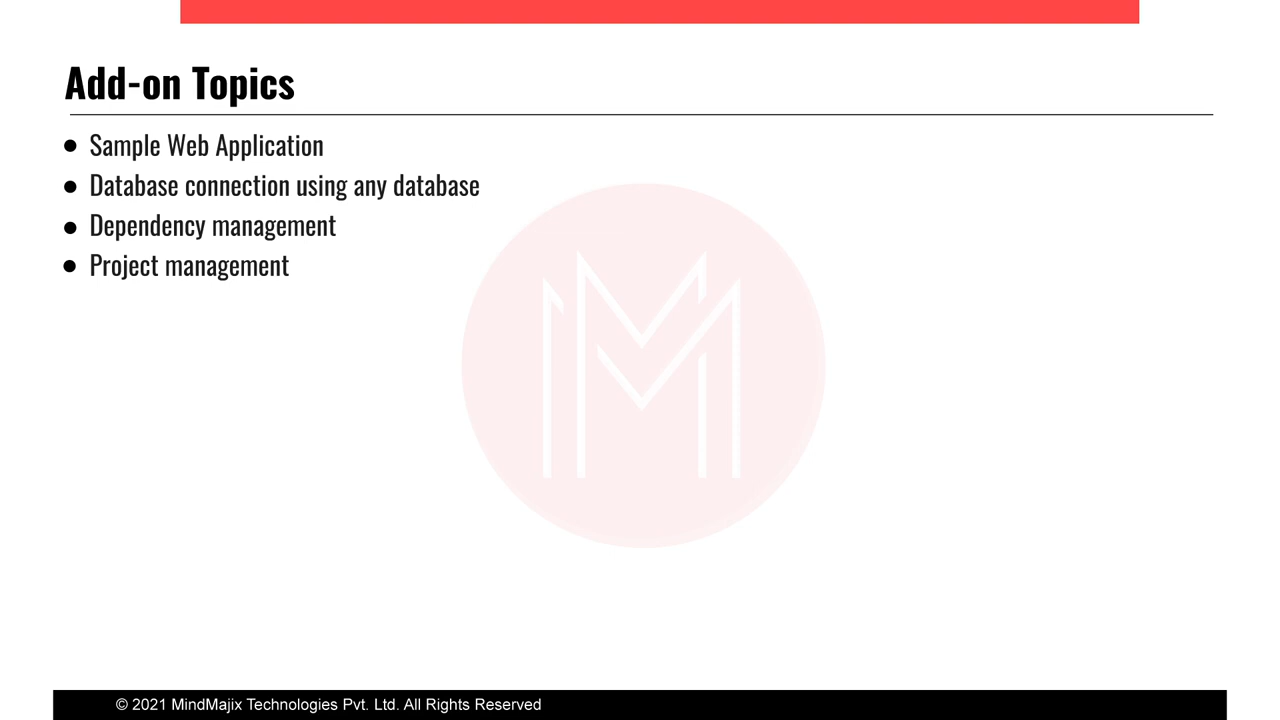 Add-on Topics
Sample Web Application
Database connection using any database
Dependency management
Project management
© 2021 MindMajix Technologies Pvt. Ltd. All Rights Reserved